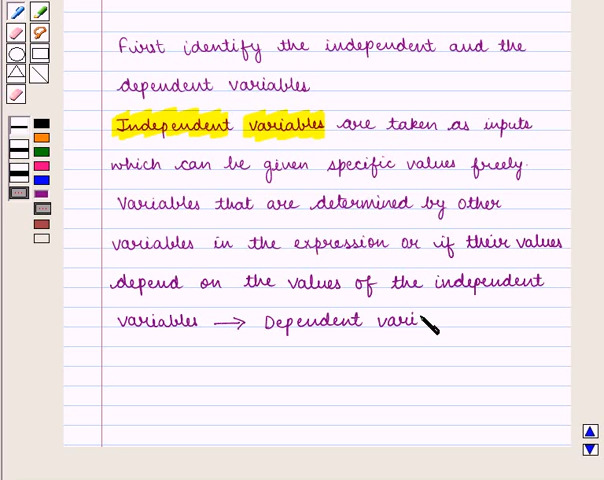 First identify the independent and the
dependent variables
Independent variables are taken as inputs
which can be given specific values freely.
Variables that are determined by other
variables in the expression or if their values
depend on the values of the independent
variables → Dependent vari